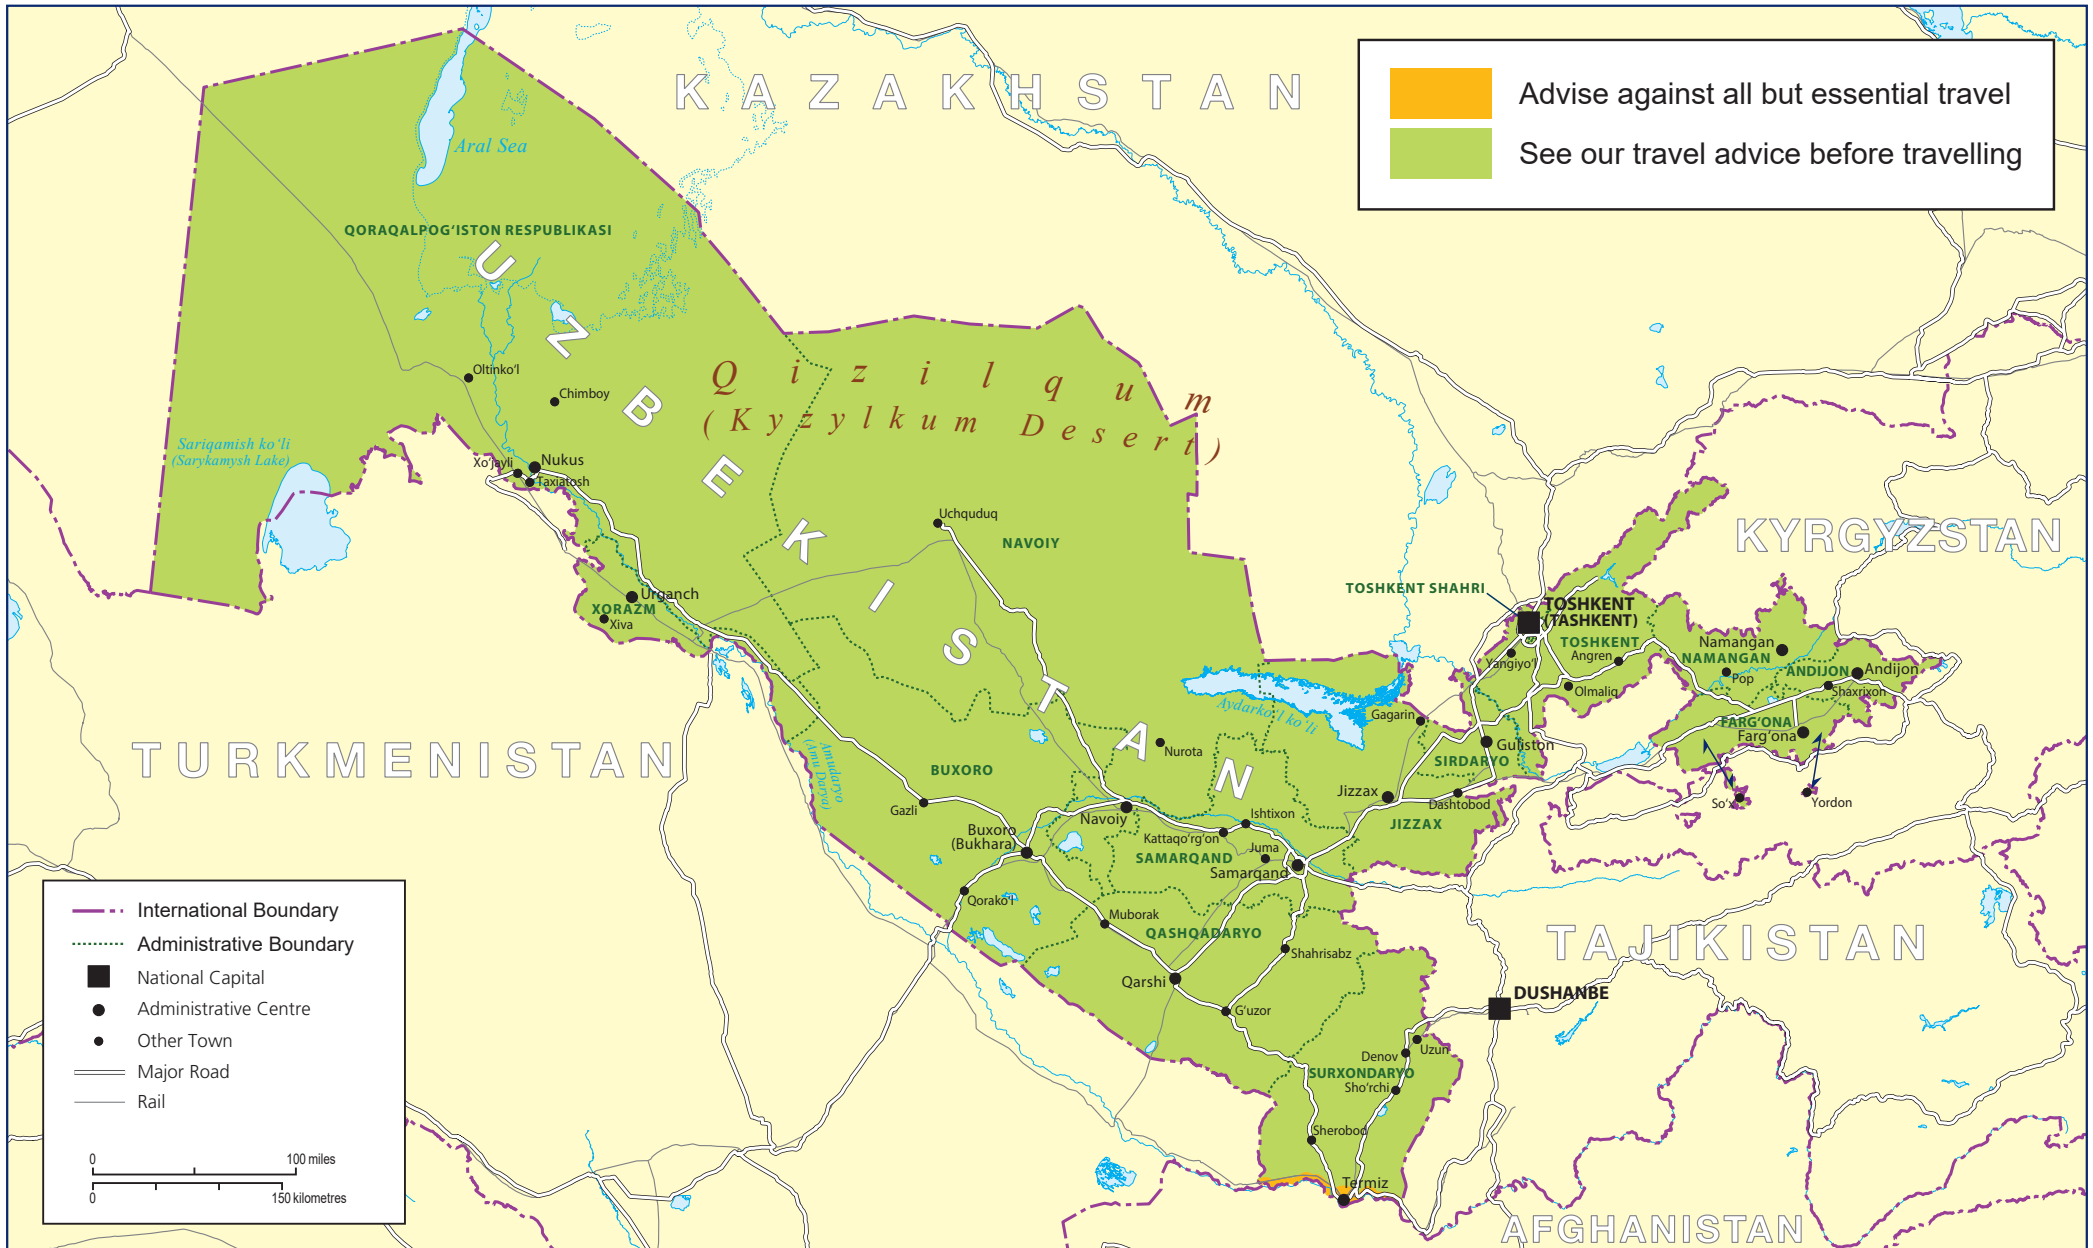 KAZAKHSTAN
Advise against all but essential travel
See our travel advice before travelling
Aral Sea
QORAQALPOG‘ISTON RESPUBLIKASI
UZBEKISTAN
Qizilqum
(Kyzylkum Desert)
Oltinko‘l
Chimboy
Sariqamish ko‘li
(Sarykamysh Lake)
Xo‘jayli
Nukus
Taxiatosh
Uchquduq
NAVOIY
KYRGYZSTAN
TOSHKENT SHAHRI
TOSHKENT
(TASHKENT)
Urganch
XORAZM
Xiva
TOSHKENT
Yangiyo‘l
Angren
Olmaliq
Namangan
NAMANGAN
Pop
ANDIJON
Andijon
Shaxrixon
FARG‘ONA
Farg‘ona
So‘x
Yordon
Aydarko‘l ko‘li
Gagarin
Guliston
SIRDARYO
TURKMENISTAN
Amudaryo
(Amu Darya)
BUXORO
Nurota
Gazli
Jizzax
Dashtobod
JIZZAX
Navoiy
Buxoro
(Bukhara)
Ishtixon
Kattaqo‘rg‘on
Juma
SAMARQAND
Samarqand
Qorako‘l
Muborak
QASHQADARYO
Shahrisabz
TAJIKISTAN
Qarshi
G‘uzor
DUSHANBE
Uzun
Denov
SURXONDARYO
Sho‘rchi
Sherobod
Termiz
AFGHANISTAN
International Boundary
Administrative Boundary
National Capital
Administrative Centre
Other Town
Major Road
Rail
0 100 miles
0 150 kilometres